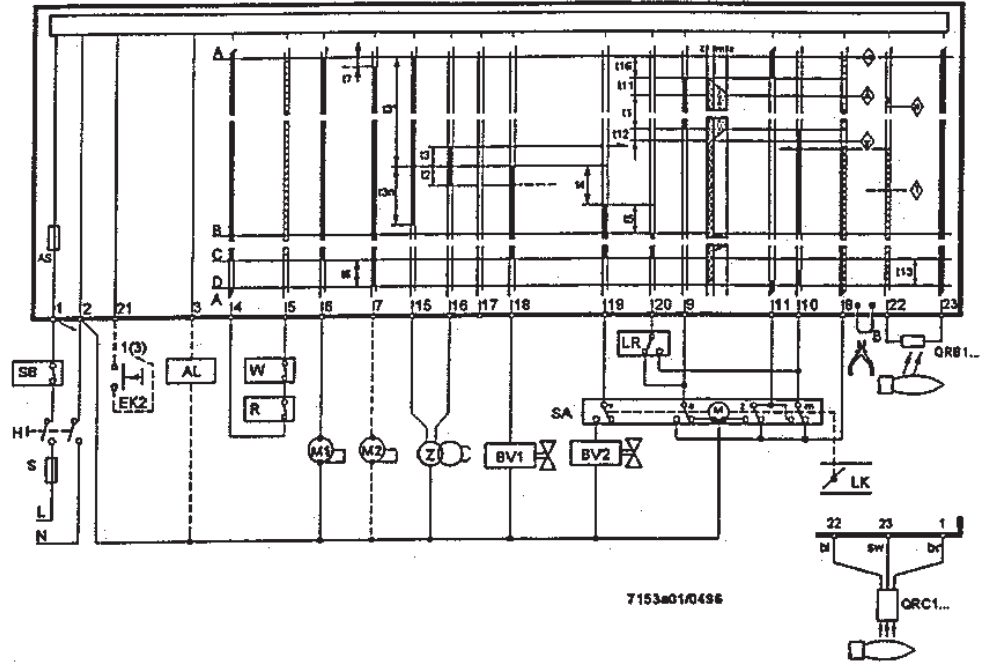 A
t7
t16
t11
t1
t12
t3
t3
t3n
t4
t5
t6
t13
B
C
D
A
AS
1 2 21 3 4 5 6 7 15 16 17 18 19 20 9 11 10 8 22 23
B
SB
1(3)
EK2
AL
W
R
H
S
L
N
M1
M2
Z
BV1
BV2
LR
SA
a
M
z
m
LK
QRB1...
22 23 1
bl sw br
QRC1...
7153a01/0496